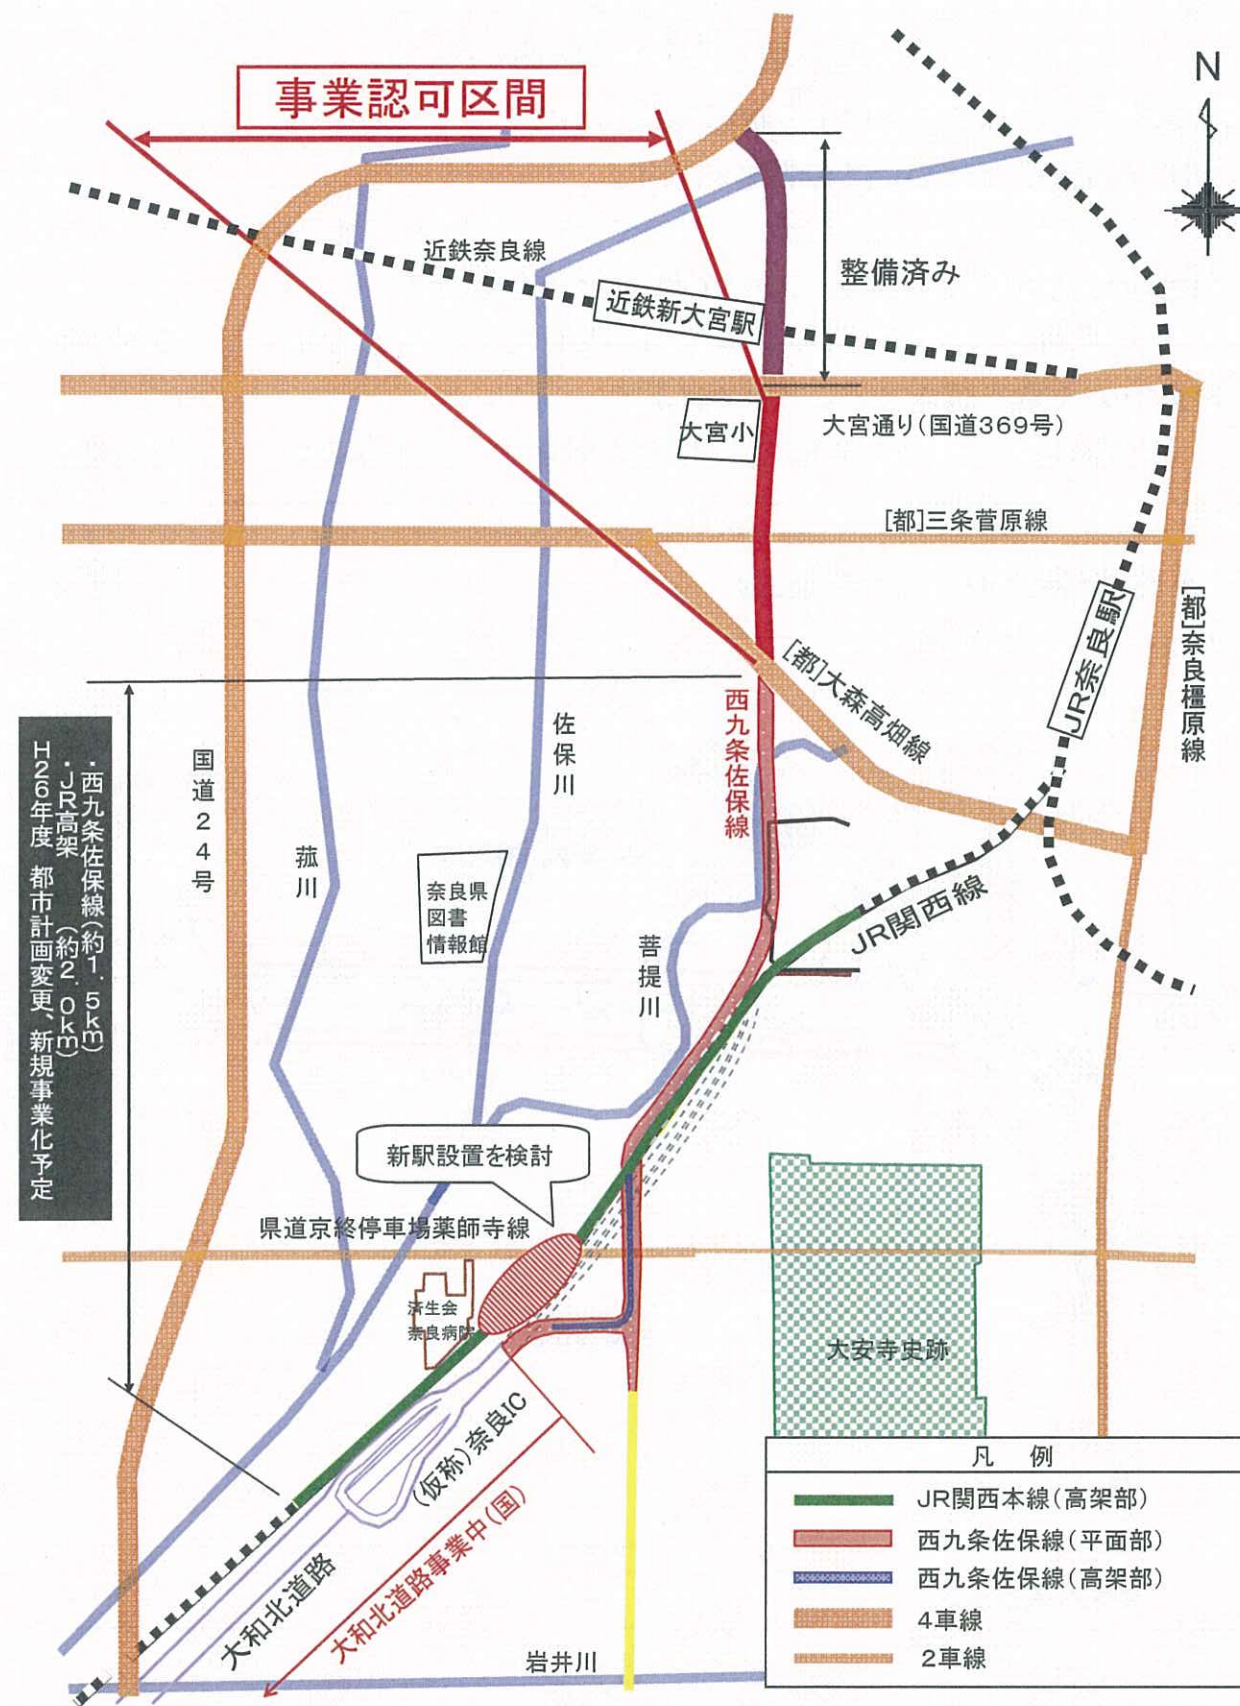 N
事業認可区間
近鉄奈良線
近鉄新大宮駅
整備済み
大宮小
大宮通り(国道369号)
[都]三条菅原線
JR奈良駅
[都]奈良橿原線
[都]大森高畑線
西九条佐保線
佐保川
国道24号
菰川
・西九条佐保線(約1.5km)
・JR高架 (約2.0km)
H26年度 都市計画変更、新規事業化予定
奈良県
図書
情報館
菩提川
JR関西線
新駅設置を検討
県道京終停車場薬師寺線
済生会
奈良病院
大安寺史跡
(仮称)奈良IC
大和北道路事業中(国)
大和北道路
岩井川
凡 例
JR関西本線(高架部)
西九条佐保線(平面部)
西九条佐保線(高架部)
4車線
2車線